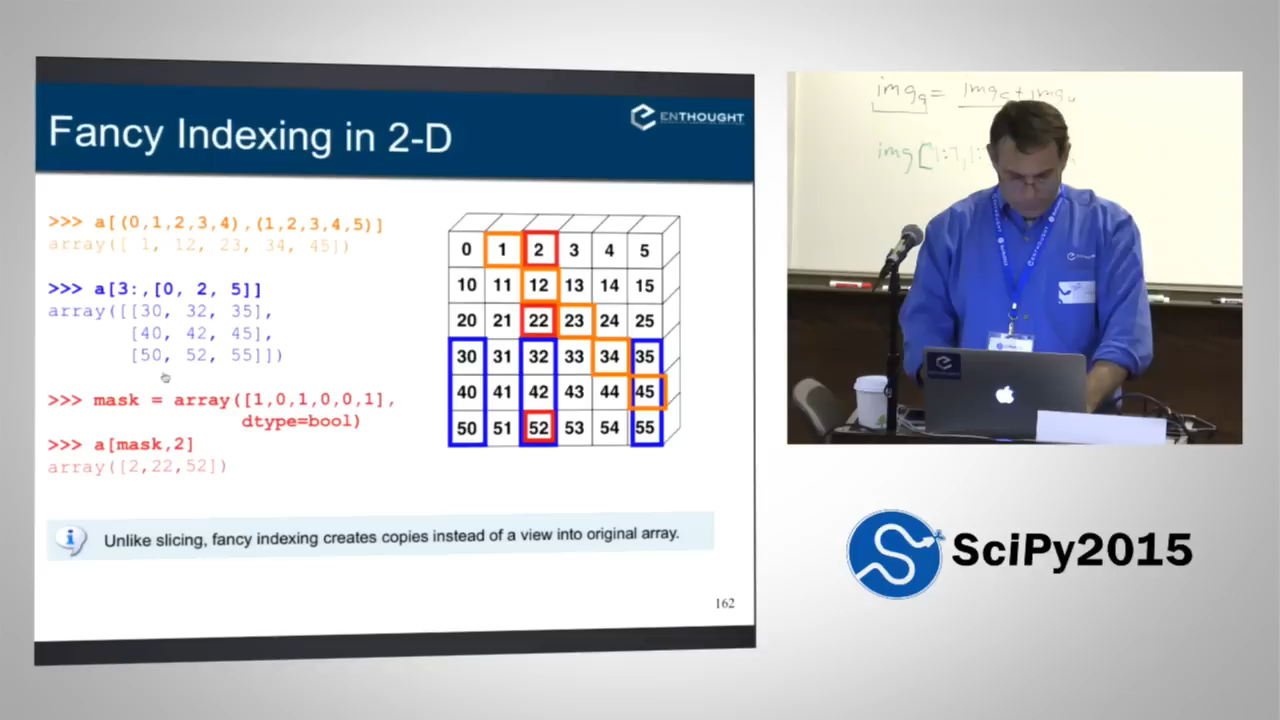 Fancy Indexing in 2-D
ENTHOUGHT
>>> a[(0,1,2,3,4),(1,2,3,4,5)]
array([ 1, 12, 23, 34, 45])
>>> a[3:,[0, 2, 5]]
array([[30, 32, 35],
[40, 42, 45],
[50, 52, 55]])
>>> mask = array([1,0,1,0,0,1],
dtype=bool)
>>> a[mask,2]
array([2,22,52])
0 1 2 3 4 5
10 11 12 13 14 15
20 21 22 23 24 25
30 31 32 33 34 35
40 41 42 43 44 45
50 51 52 53 54 55
i
Unlike slicing, fancy indexing creates copies instead of a view into original array.
162
img = img + img
img [1:
SciPy2015